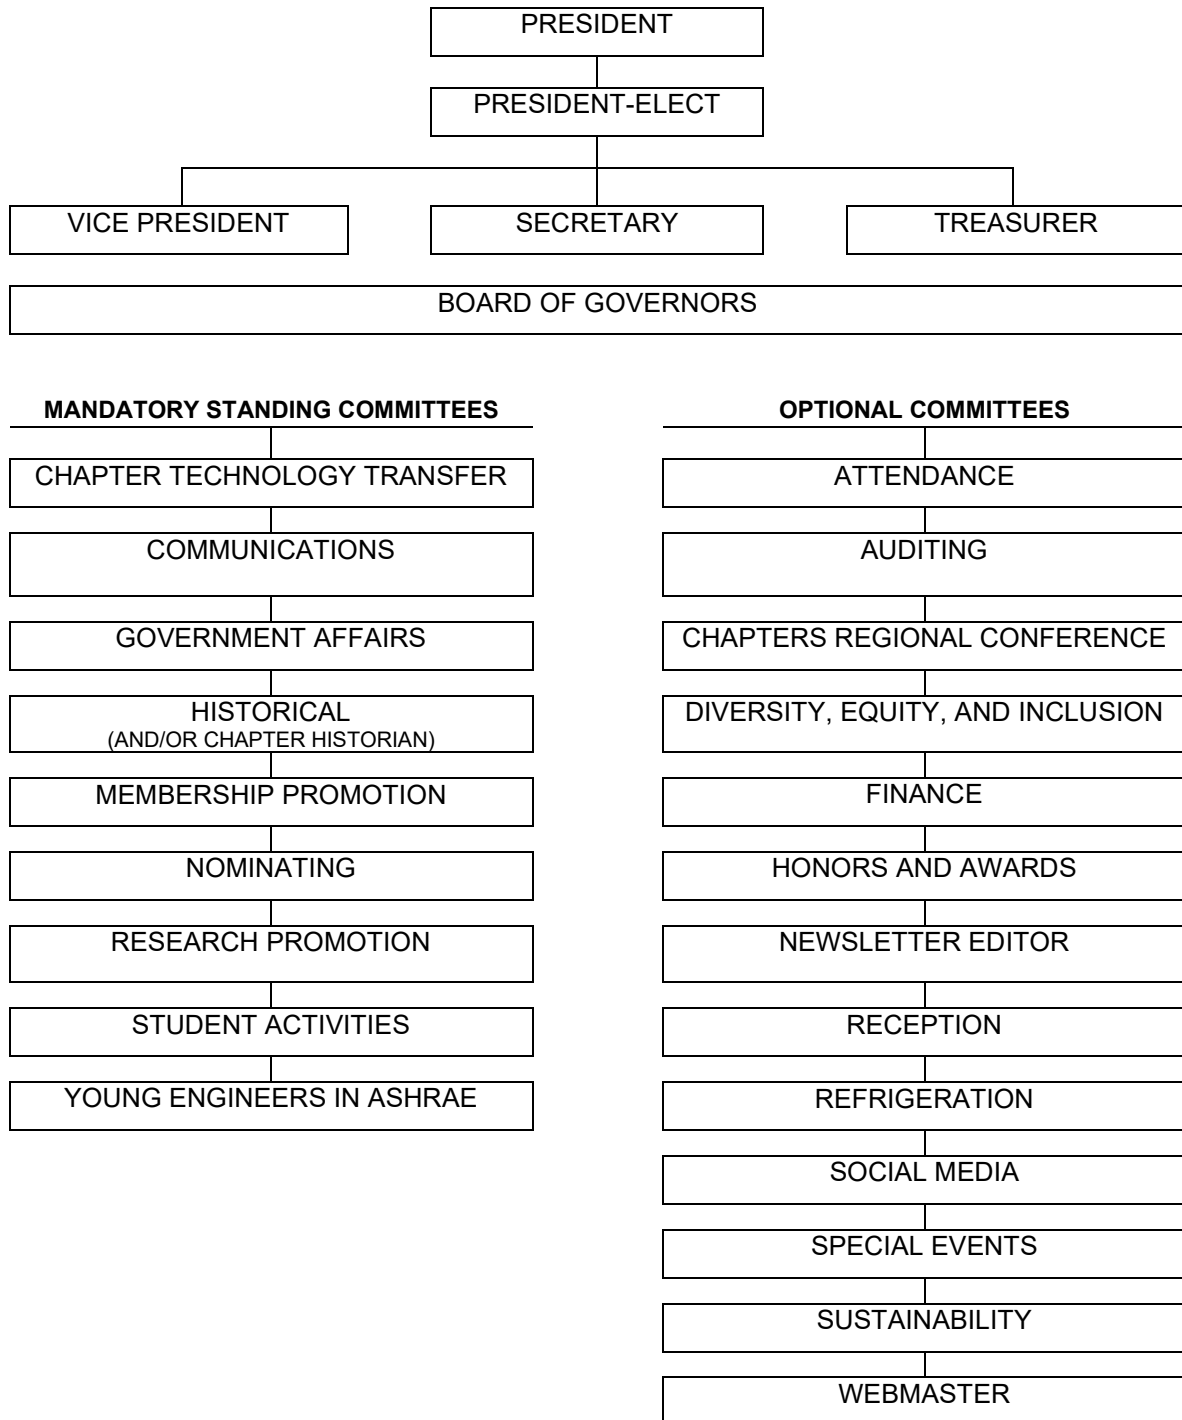 PRESIDENT
PRESIDENT-ELECT
VICE PRESIDENT
SECRETARY
TREASURER
BOARD OF GOVERNORS
MANDATORY STANDING COMMITTEES
CHAPTER TECHNOLOGY TRANSFER
COMMUNICATIONS
GOVERNMENT AFFAIRS
HISTORICAL
(AND/OR CHAPTER HISTORIAN)
MEMBERSHIP PROMOTION
NOMINATING
RESEARCH PROMOTION
STUDENT ACTIVITIES
YOUNG ENGINEERS IN ASHRAE
OPTIONAL COMMITTEES
ATTENDANCE
AUDITING
CHAPTERS REGIONAL CONFERENCE
DIVERSITY, EQUITY, AND INCLUSION
FINANCE
HONORS AND AWARDS
NEWSLETTER EDITOR
RECEPTION
REFRIGERATION
SOCIAL MEDIA
SPECIAL EVENTS
SUSTAINABILITY
WEBMASTER